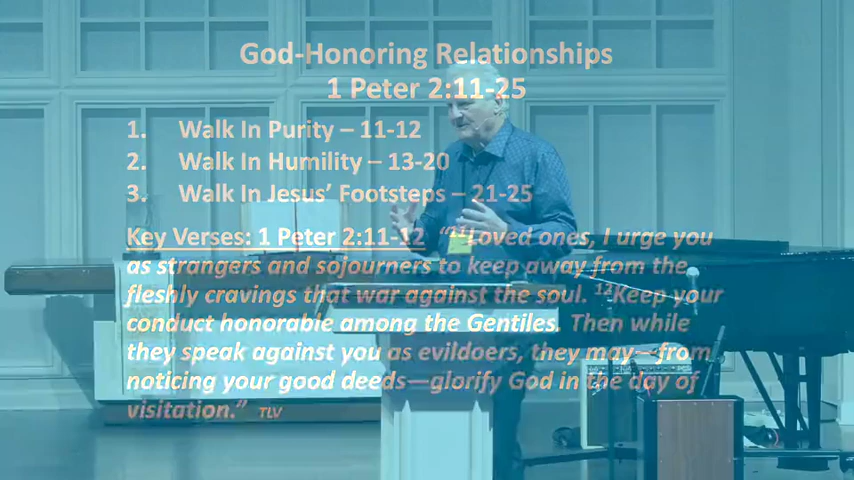 God-Honoring Relationships
1 Peter 2:11-25
1. Walk In Purity – 11-12
2. Walk In Humility – 13-20
3. Walk In Jesus’ Footsteps – 21-25
Key Verses: 1 Peter 2:11-12 “¹¹Loved ones, I urge you
as strangers and sojourners to keep away from the
fleshly cravings that war against the soul. ¹²Keep your
conduct honorable among the Gentiles. Then while
they speak against you as evildoers, they may—from
noticing your good deeds—glorify God in the day of
visitation.” TLV